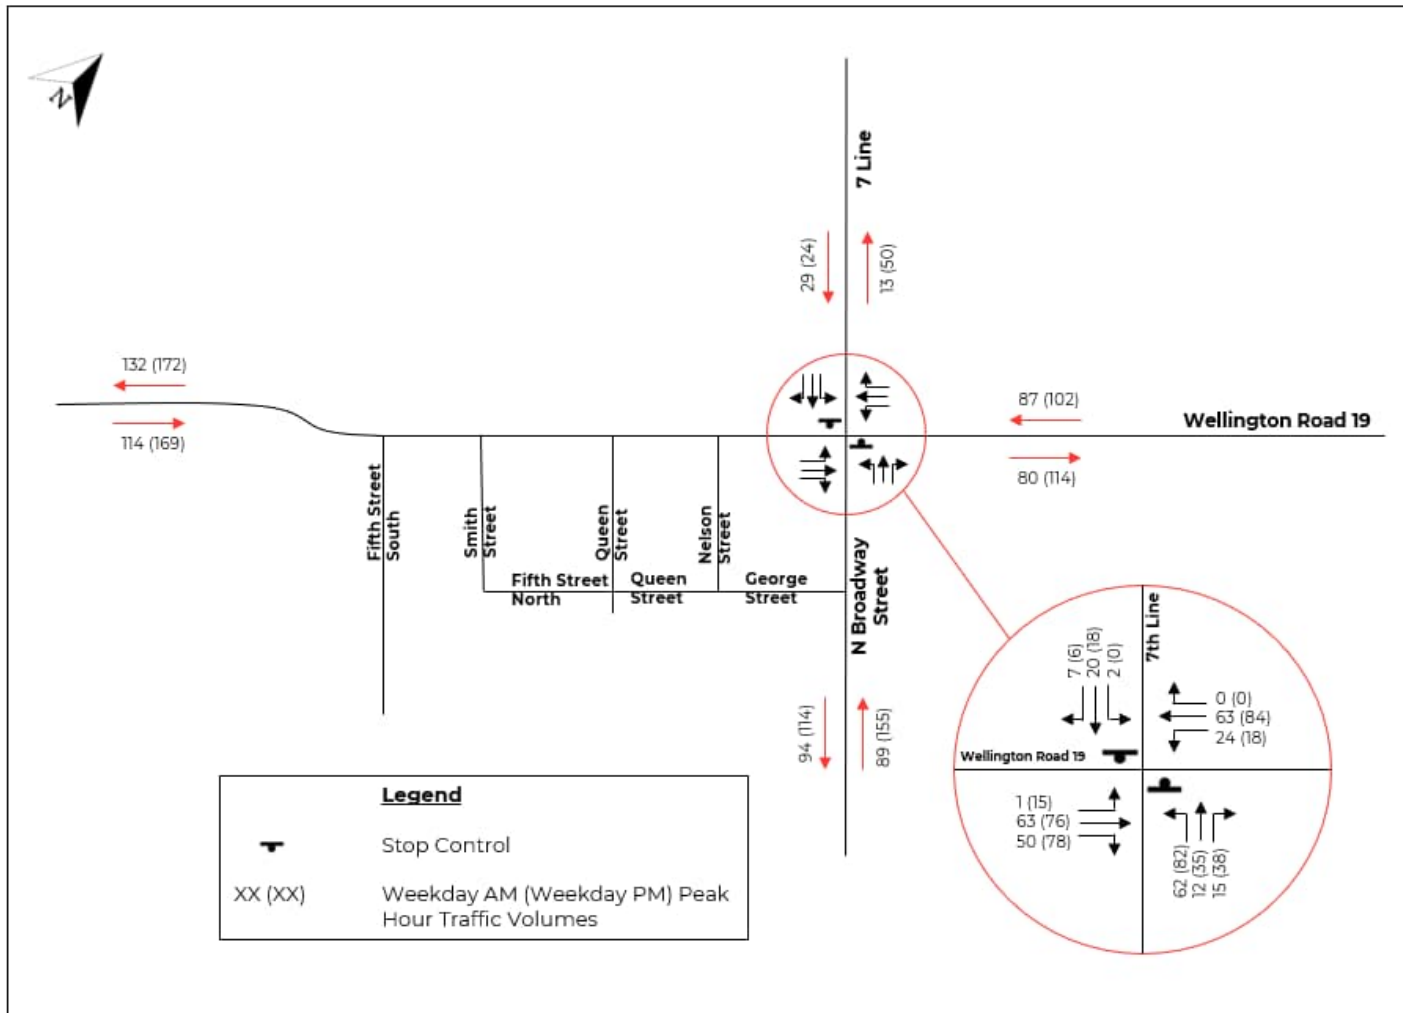 N
7 Line
29 (24)
13 (50)
132 (172)
114 (169)
87 (102)
Wellington Road 19
80 (114)
Fifth Street
South
Smith
Street
Queen
Street
Nelson
Street
Fifth Street
North
Queen
Street
George
Street
N Broadway
Street
94 (114)
89 (155)
7 (6)
20 (18)
2 (0)
7th Line
0 (0)
63 (84)
24 (18)
Wellington Road 19
1 (15)
63 (76)
50 (78)
62 (82)
12 (35)
15 (38)
Legend
Stop Control
XX (XX)
Weekday AM (Weekday PM) Peak
Hour Traffic Volumes